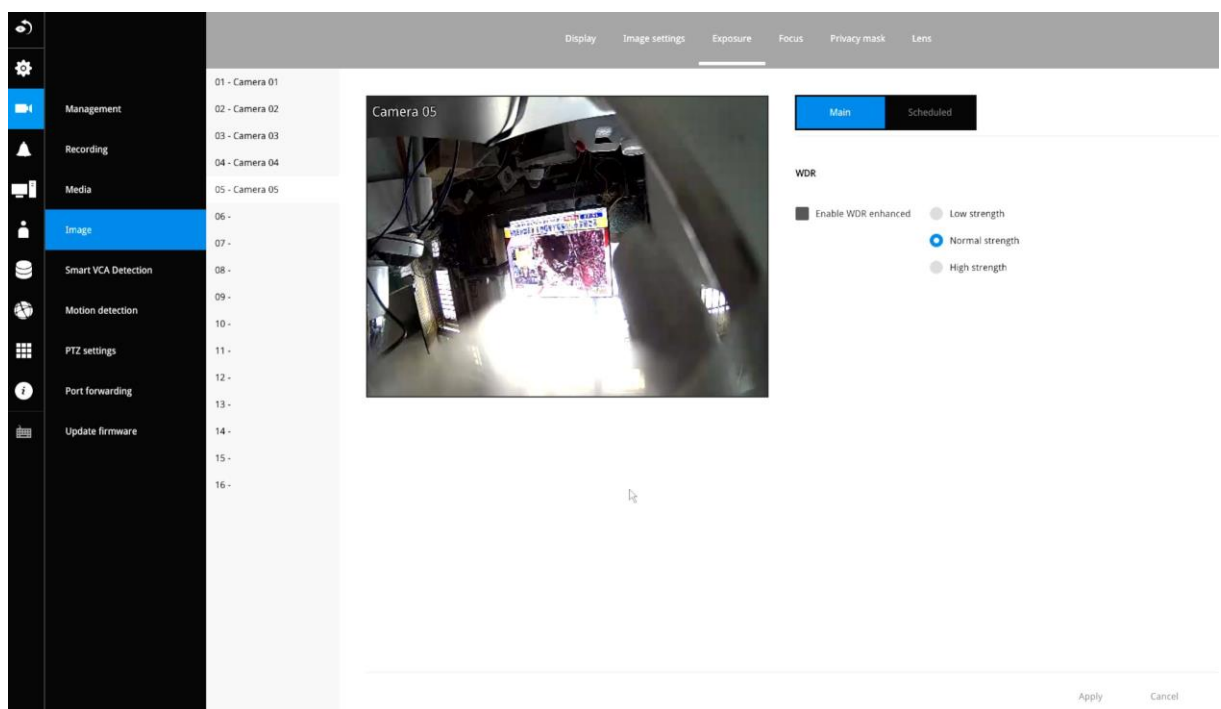 Display Image settings Exposure Focus Privacy mask Lens
Management
Recording
Media
Image
Smart VCA Detection
Motion detection
PTZ settings
Port forwarding
Update firmware
01 - Camera 01
02 - Camera 02
03 - Camera 03
04 - Camera 04
05 - Camera 05
06 -
07 -
08 -
09 -
10 -
11 -
12 -
13 -
14 -
15 -
16 -
Camera 05
Main Scheduled
WDR
Enable WDR enhanced
Low strength
Normal strength
High strength
Apply Cancel